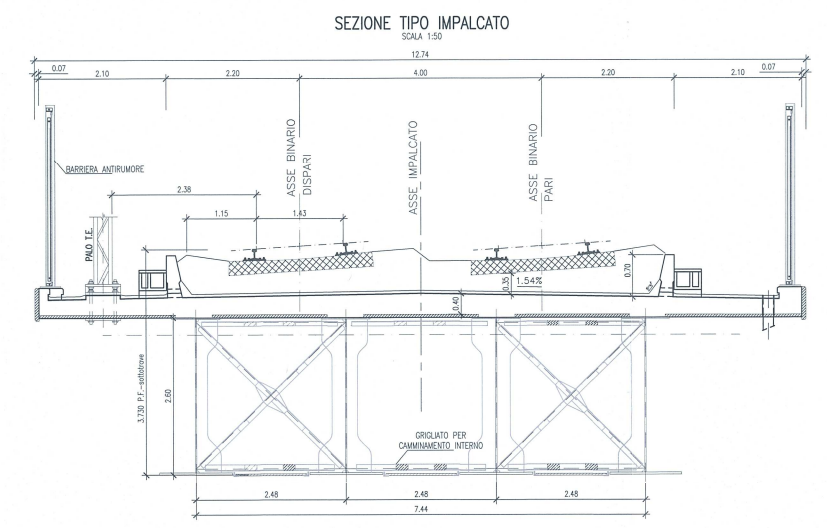 SEZIONE TIPO IMPALCATO
SCALA 1:50
12.74
0.07
2.10
2.20
4.00
2.20
2.10
0.07
ASSE BINARIO
DISPARI
ASSE IMPALCATO
ASSE BINARIO
PARI
BARRIERA ANTIRUMORE
2.38
1.15
1.43
PALO T.E.
0.70
0.35
1.54%
0.40
3.730 P.F.-sottotrave
2.60
GRIGLIATO PER
CAMMINAMENTO INTERNO
2.48
2.48
2.48
7.44